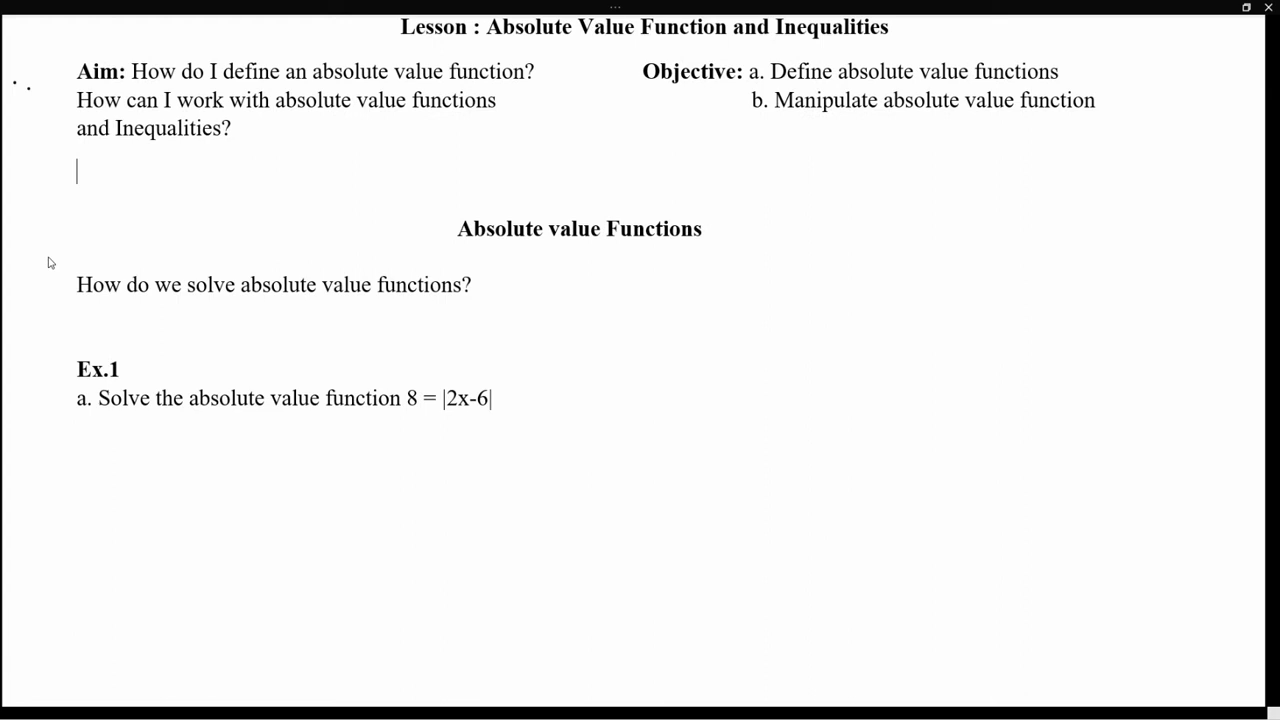 Lesson : Absolute Value Function and Inequalities
Aim: How do I define an absolute value function?
How can I work with absolute value functions
and Inequalities?
Objective: a. Define absolute value functions
b. Manipulate absolute value function
Absolute value Functions
How do we solve absolute value functions?
Ex.1
a. Solve the absolute value function 8 = |2x-6|